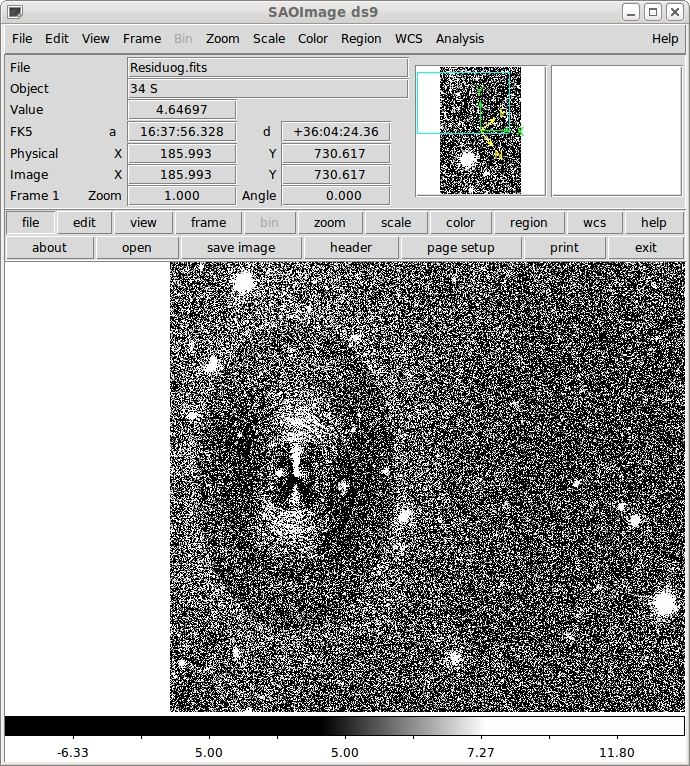 SAOImage ds9
File Edit View Frame Bin Zoom Scale Color Region WCS Analysis Help
File Residuog.fits
Object 34 S
Value 4.64697
FK5 a 16:37:56.328 d +36:04:24.36
Physical X 185.993 Y 730.617
Image X 185.993 Y 730.617
Frame 1 Zoom 1.000 Angle 0.000
file edit view frame bin zoom scale color region wcs help
about open save image header page setup print exit
-6.33 5.00 5.00 7.27 11.80